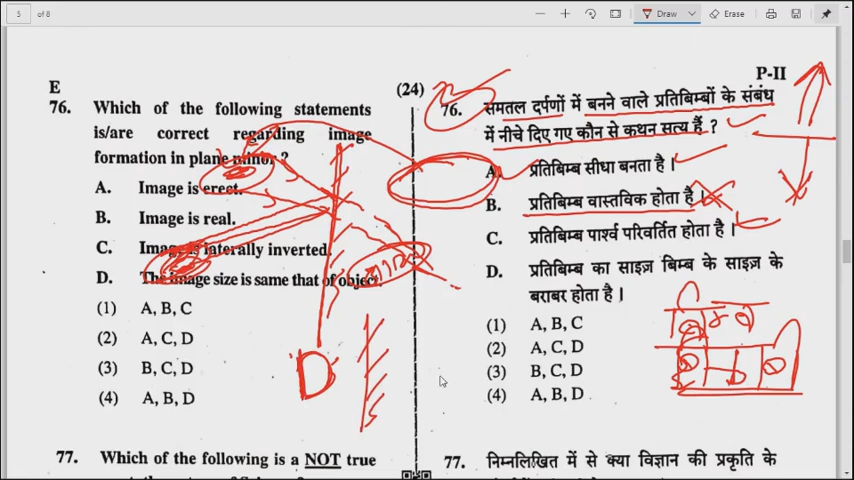 5 of 8
Draw
Erase
P-II
E
(24)
76. Which of the following statements
is/are correct regarding image
formation in plane minor ?
A. Image is erect.
B. Image is real.
C. Image is laterally inverted.
D. The image size is same that of object.
(1) A, B, C
(2) A, C, D
(3) B, C, D
(4) A, B, D
77. Which of the following is a NOT true
76. समतल दर्पणों में बनने वाले प्रतिबिम्बों के संबंध
में नीचे दिए गए कौन से कथन सत्य हैं ?
A. प्रतिबिम्ब सीधा बनता है ।
B. प्रतिबिम्ब वास्तविक होता है ।
C. प्रतिबिम्ब पार्श्व परिवर्तित होता है ।
D. प्रतिबिम्ब का साइज़ बिम्ब के साइज़ के
बराबर होता है ।
(1) A, B, C
(2) A, C, D
(3) B, C, D
(4) A, B, D
77. निम्नलिखित में से क्या विज्ञान की प्रकृति के